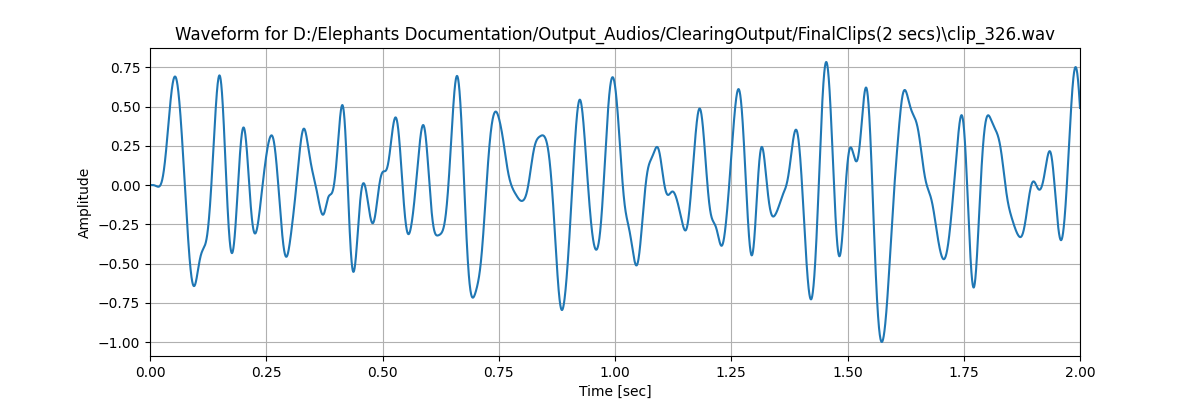 Waveform for D:/Elephants Documentation/Output_Audios/ClearingOutput/FinalClips(2 secs)\clip_326.wav
0.75
0.50
0.25
0.00
−0.25
−0.50
−0.75
−1.00
Amplitude
0.00 0.25 0.50 0.75 1.00 1.25 1.50 1.75 2.00
Time [sec]